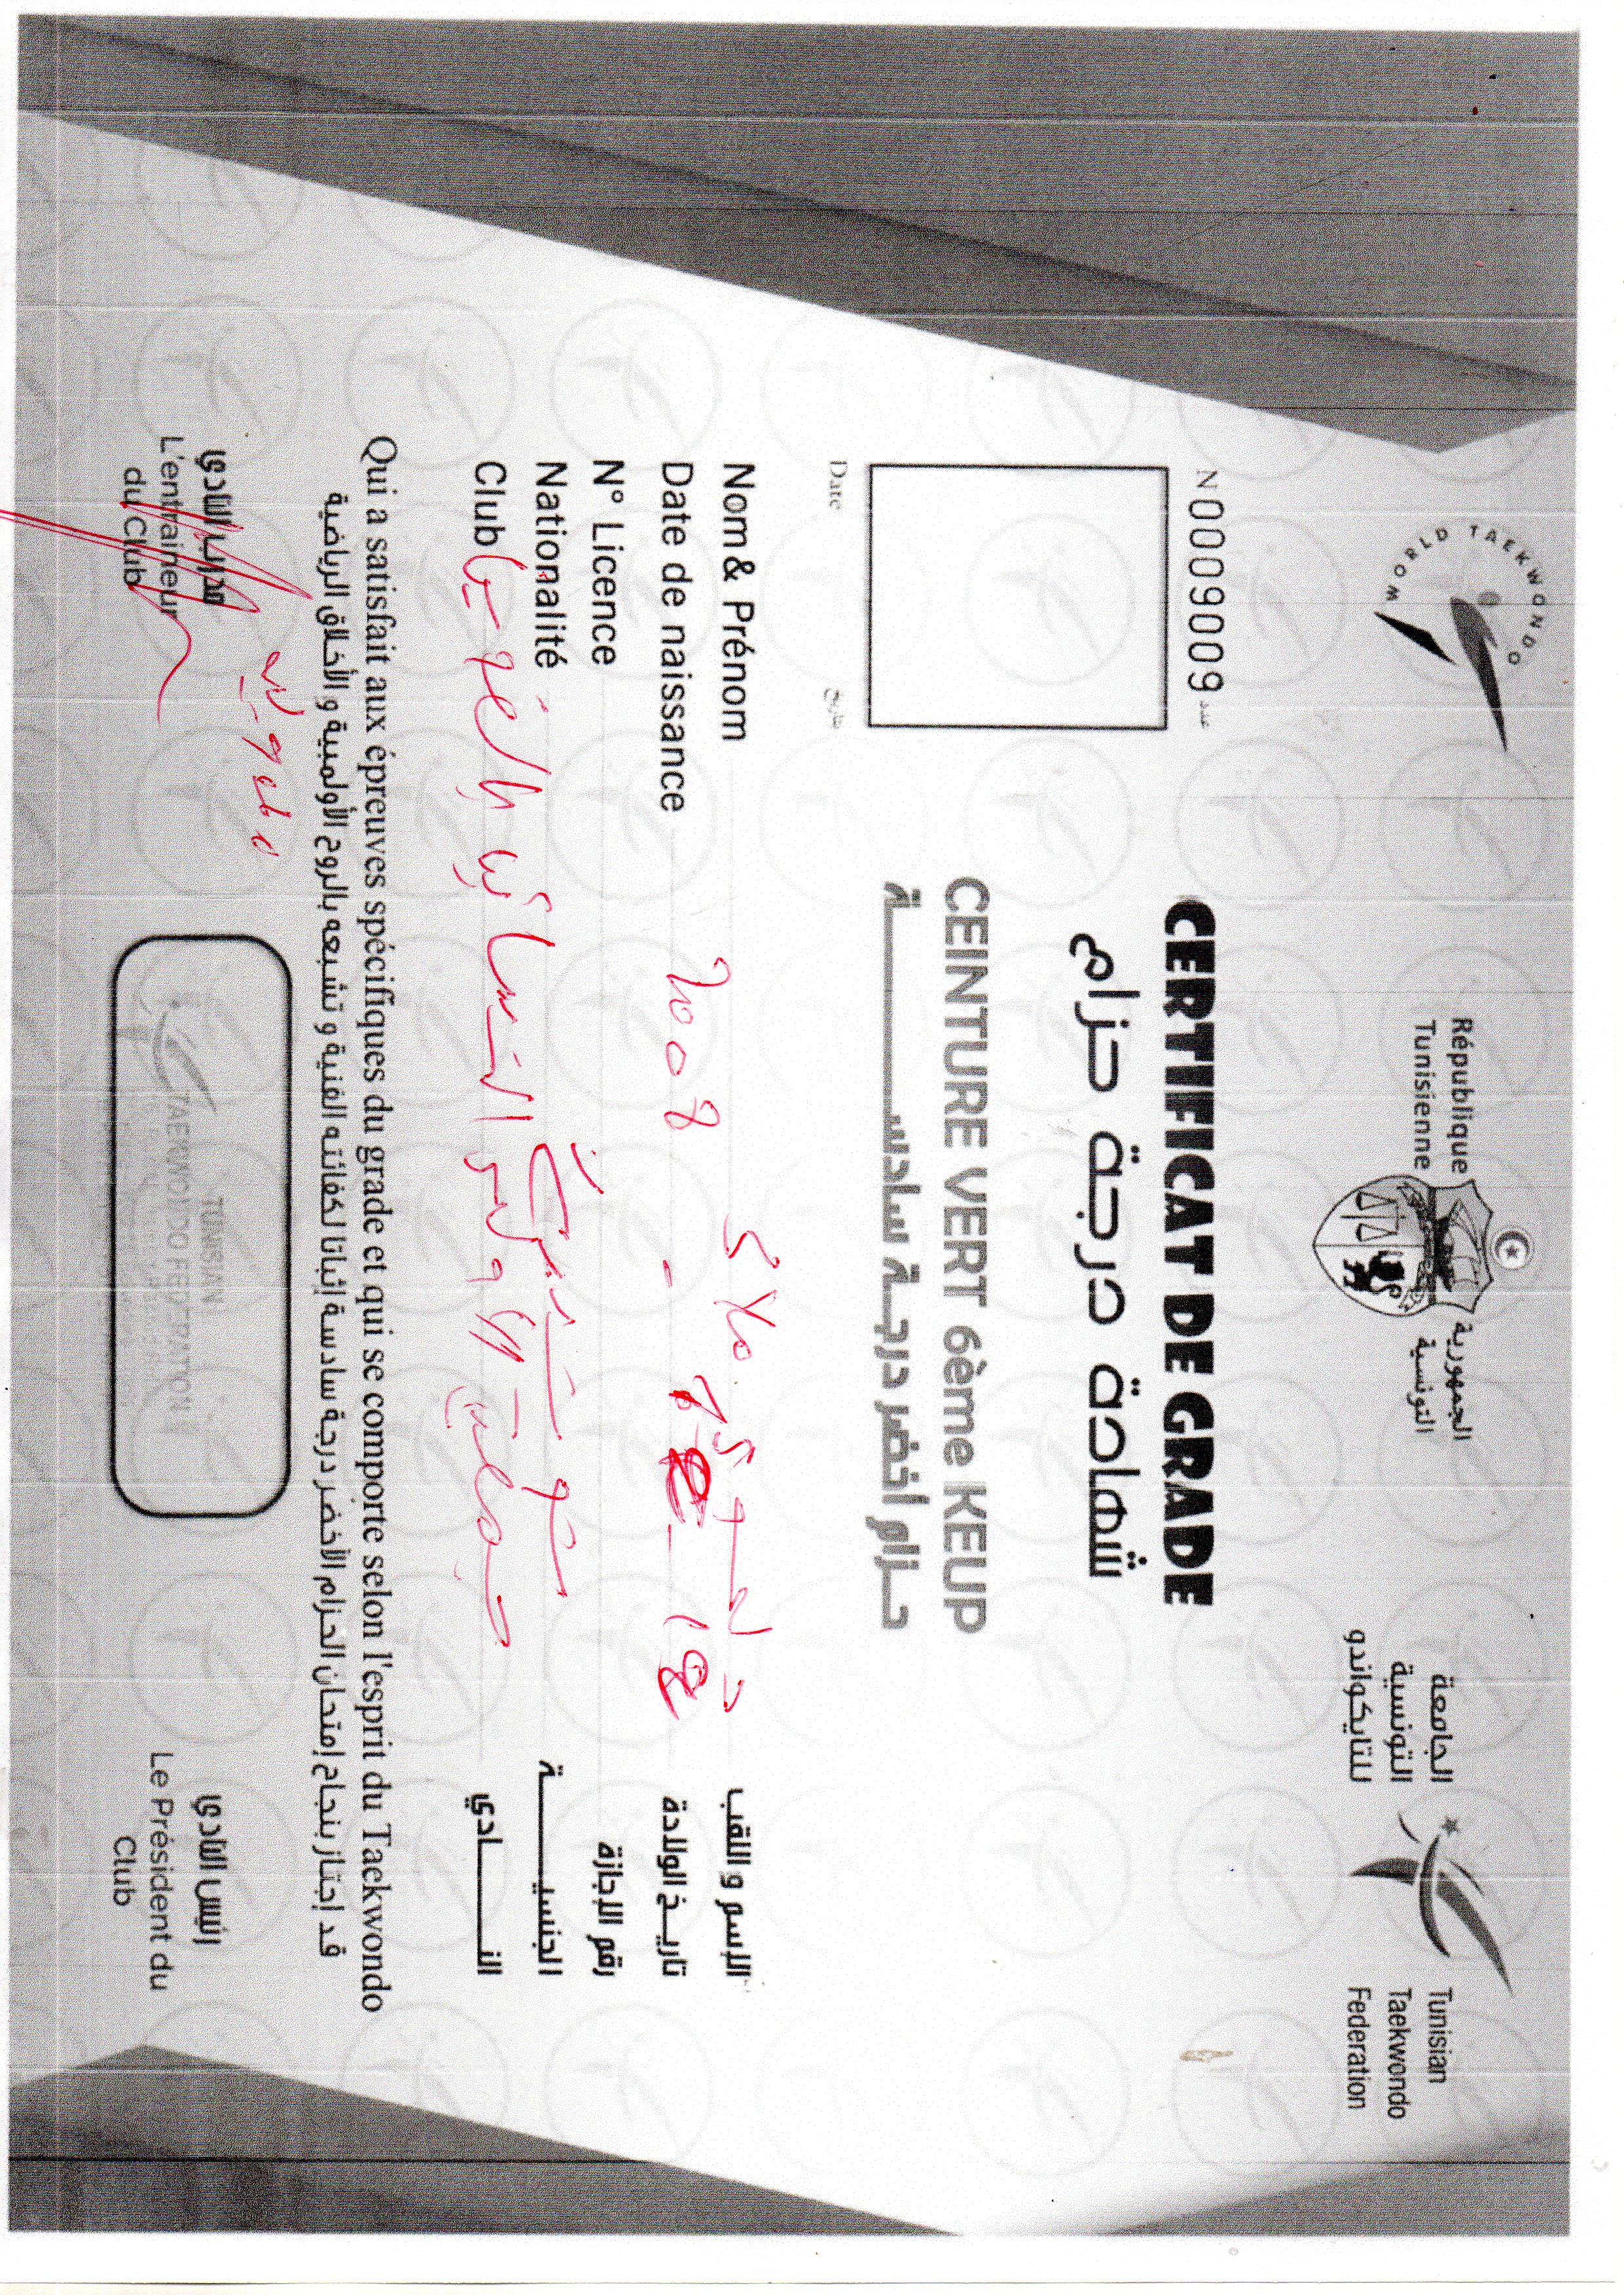 WORLD TAEKWONDO
République
Tunisienne
الجمهورية
التونسية
الجامعة
التونسية
للتايكواندو
Tunisian
Taekwondo
Federation
N 0009009 عدد
CERTIFICAT DE GRADE
شهادة درجة حزام
CEINTURE VERT 6ème KEUP
حزام أخضر درجة سادسة
Date تاريخ
Nom & Prénom الإسم و اللقب
Date de naissance 2008 تاريخ الولادة
N° Licence رقم الإجازة
Nationalité الجنسية
Club النادي
Qui a satisfait aux épreuves spécifiques du grade et qui se comporte selon l'esprit du Taekwondo
قد إجتاز بنجاح إمتحان الحزام الأخضر درجة سادسة إثباتا لكفائته الفنية و تشبعه بالروح الأولمبية و الأخلاق الرياضية
مدرب النادي
L'entraineur
du Club
TUNISIAN
TAEKWONDO FEDERATION
رئيس النادي
Le Président du
Club